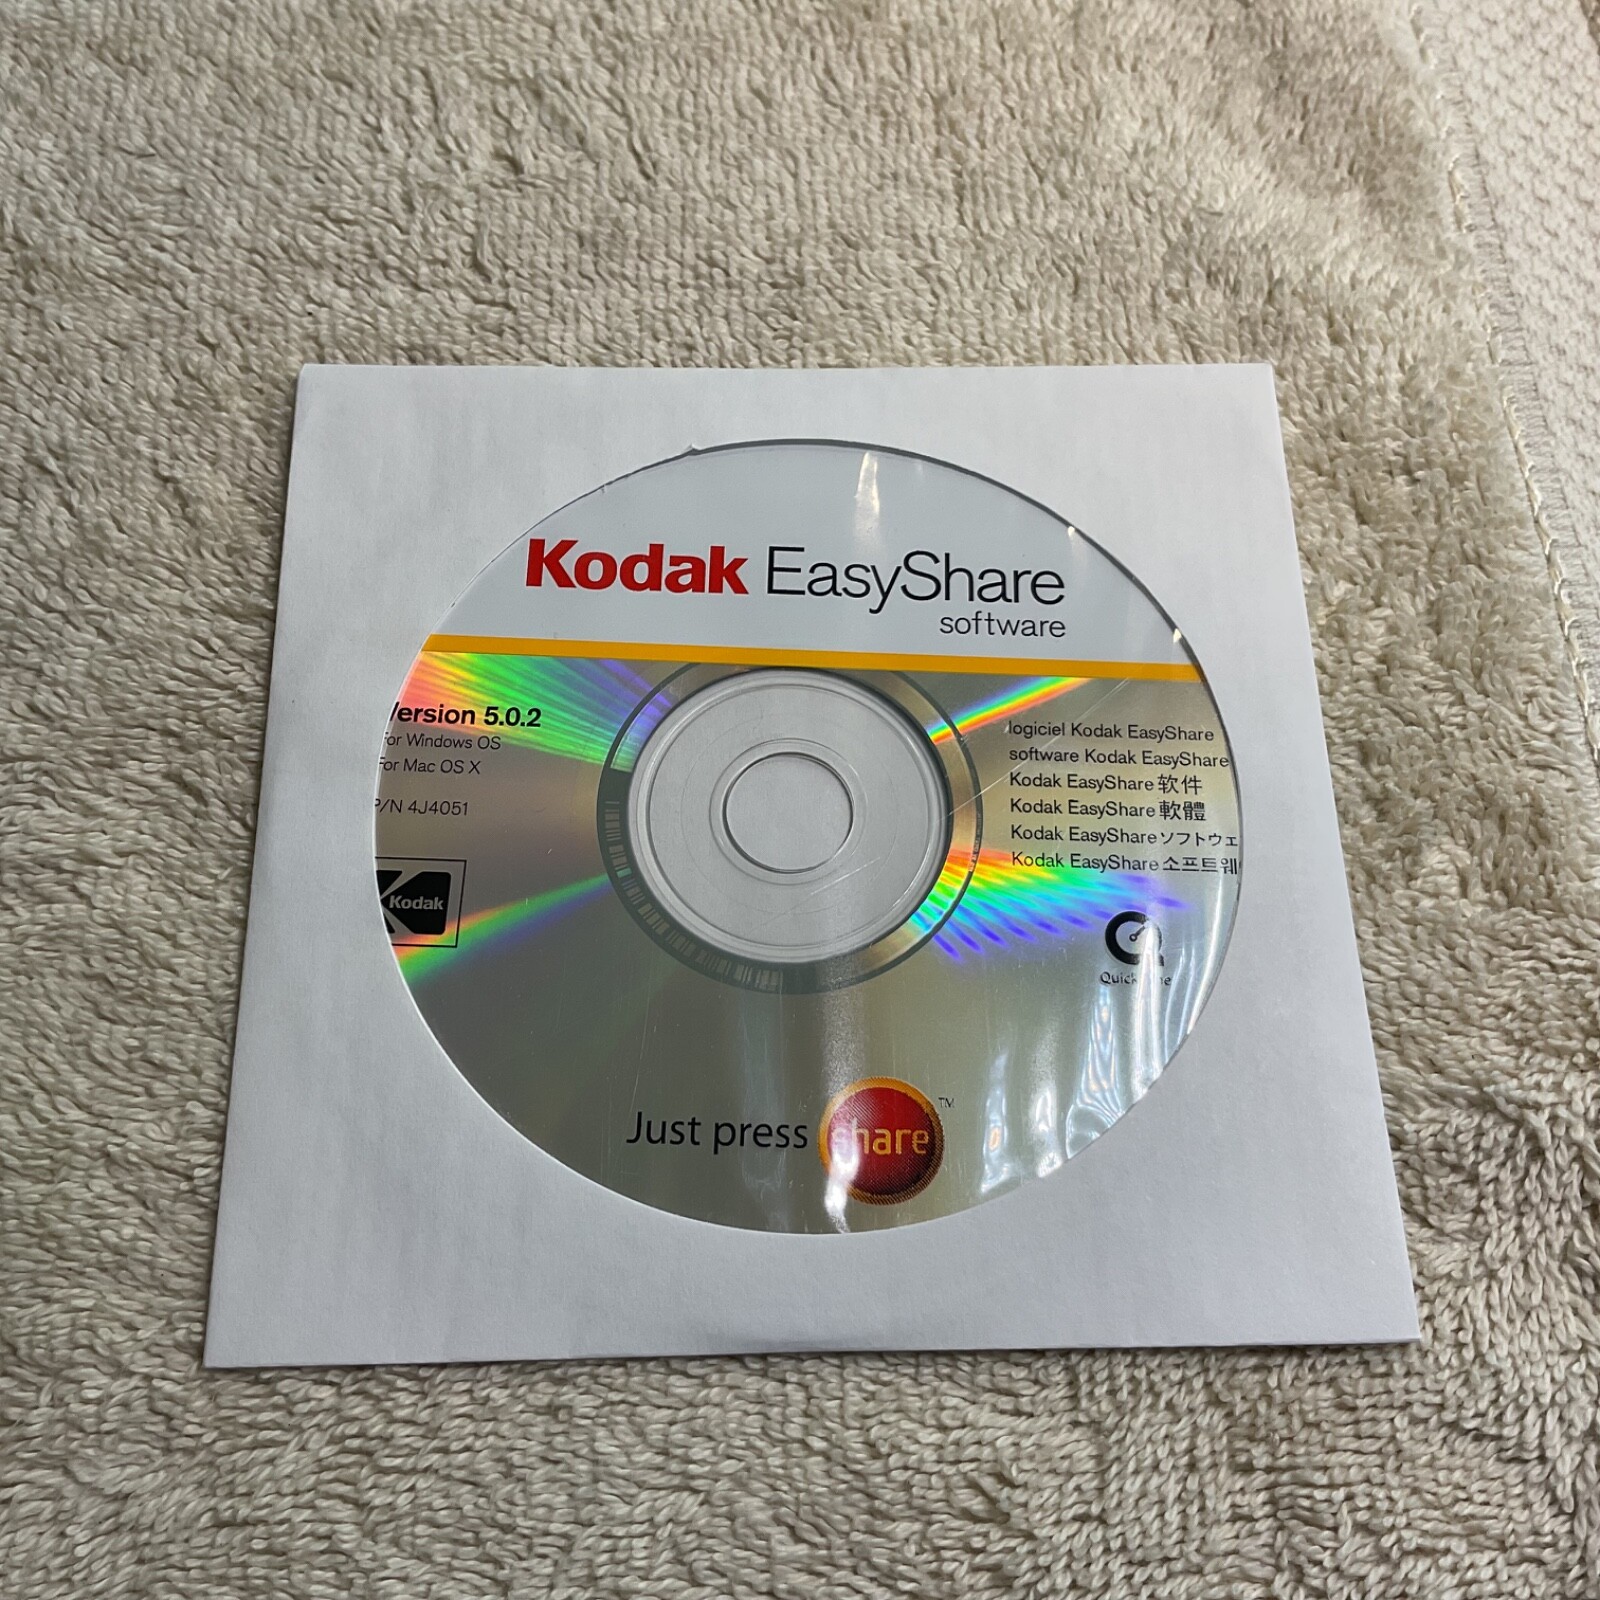 Kodak EasyShare
software
Version 5.0.2
For Windows OS
For Mac OS X
P/N 4J4051
Kodak
logiciel Kodak EasyShare
software Kodak EasyShare
Kodak EasyShare 软件
Kodak EasyShare 軟體
Kodak EasyShare ソフトウェ
Kodak EasyShare 소프트웨
QuickTime
Just press share™